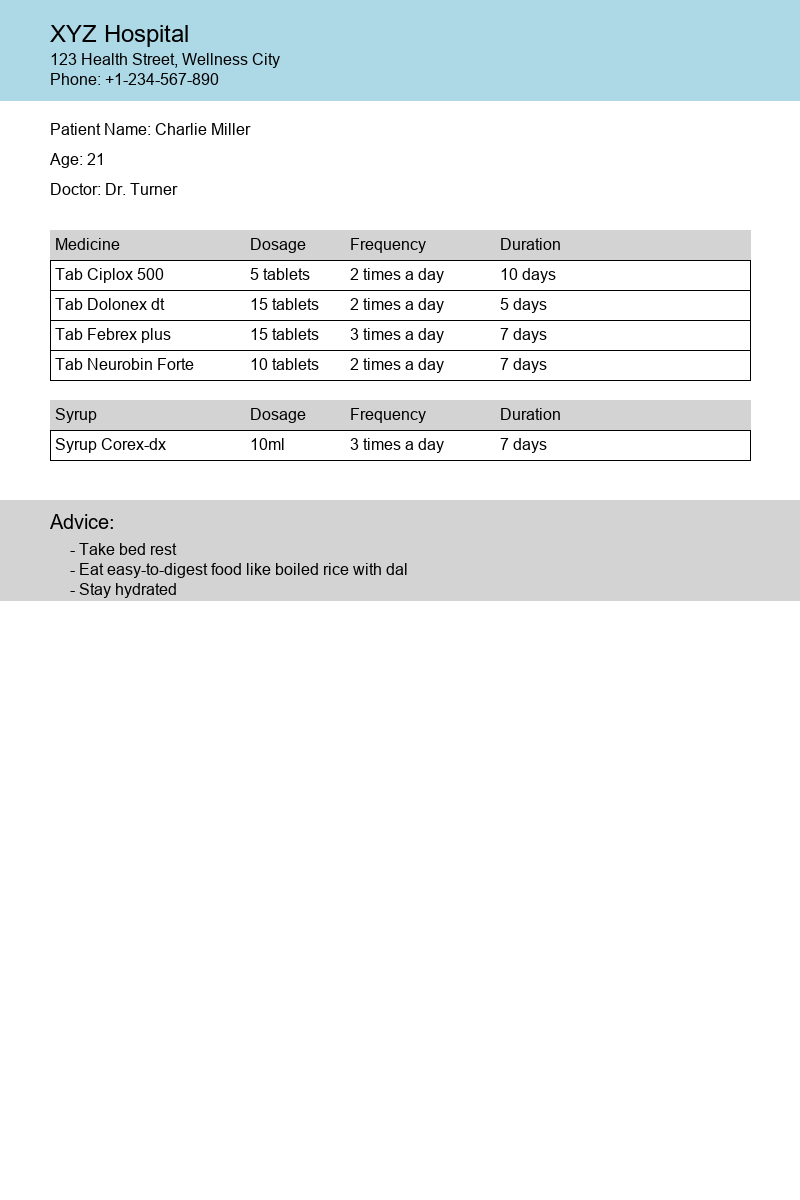 XYZ Hospital
123 Health Street, Wellness City
Phone: +1-234-567-890
Patient Name: Charlie Miller
Age: 21
Doctor: Dr. Turner
Medicine Dosage Frequency Duration
Tab Ciplox 500 5 tablets 2 times a day 10 days
Tab Dolonex dt 15 tablets 2 times a day 5 days
Tab Febrex plus 15 tablets 3 times a day 7 days
Tab Neurobin Forte 10 tablets 2 times a day 7 days
Syrup Dosage Frequency Duration
Syrup Corex-dx 10ml 3 times a day 7 days
Advice:
- Take bed rest
- Eat easy-to-digest food like boiled rice with dal
- Stay hydrated